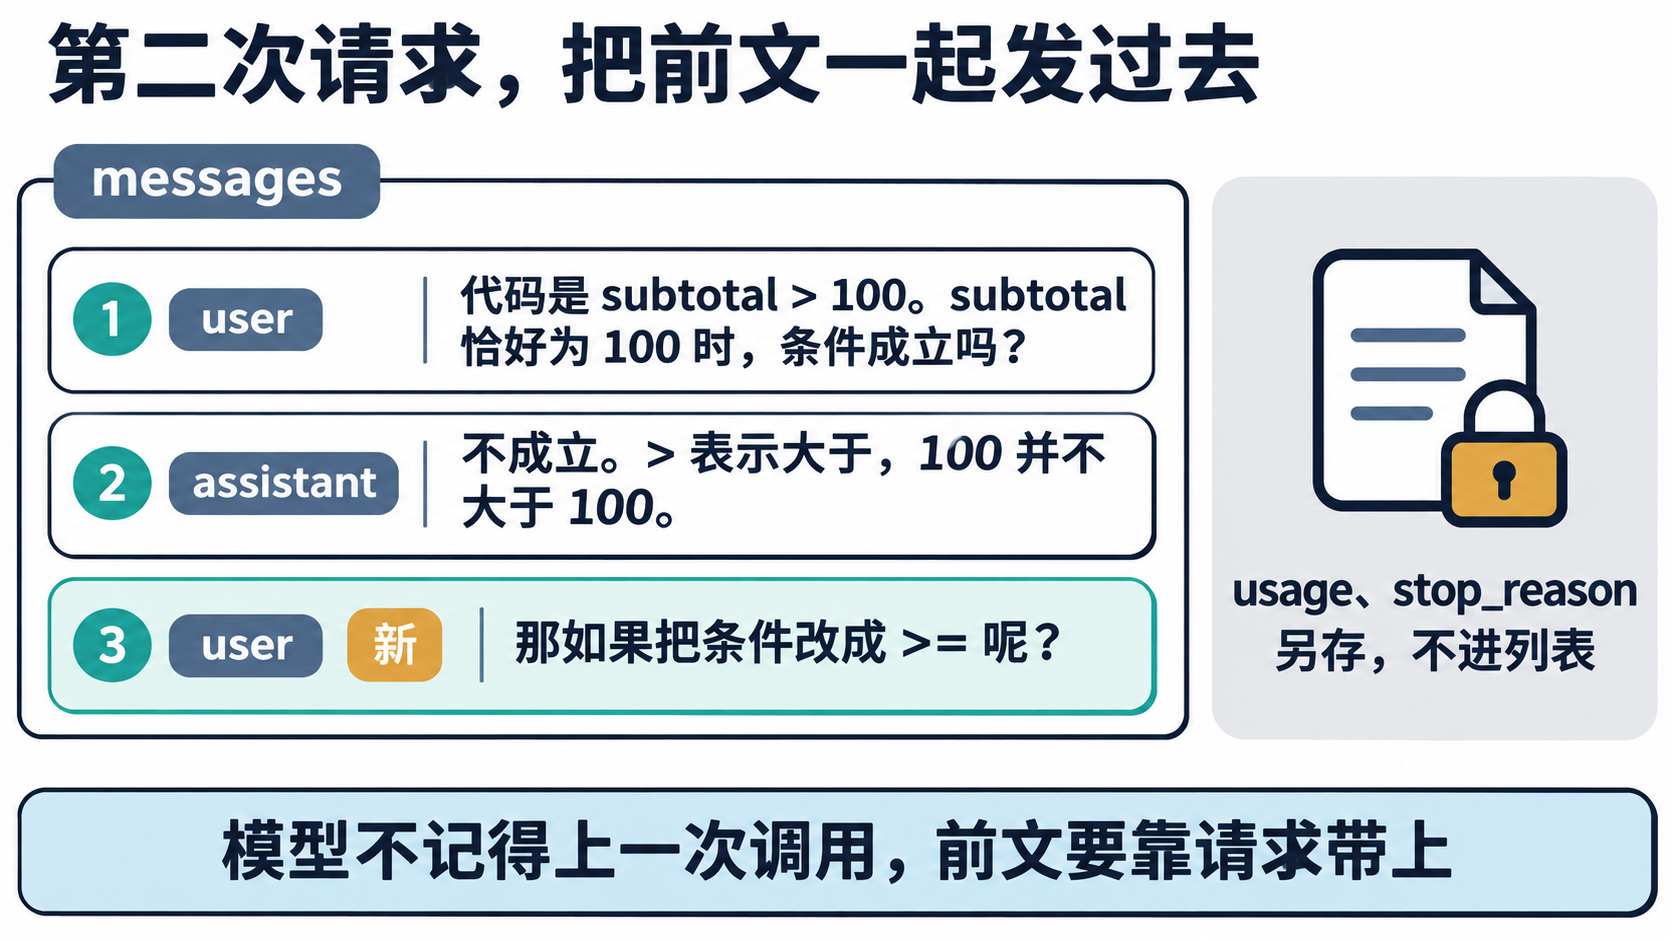 第二次请求，把前文一起发过去
messages
1 user 代码是 subtotal > 100。subtotal
恰好为 100 时，条件成立吗？
2 assistant 不成立。> 表示大于，100 并不
大于 100。
3 user 新 那如果把条件改成 >= 呢？
usage、stop_reason
另存，不进列表
模型不记得上一次调用，前文要靠请求带上